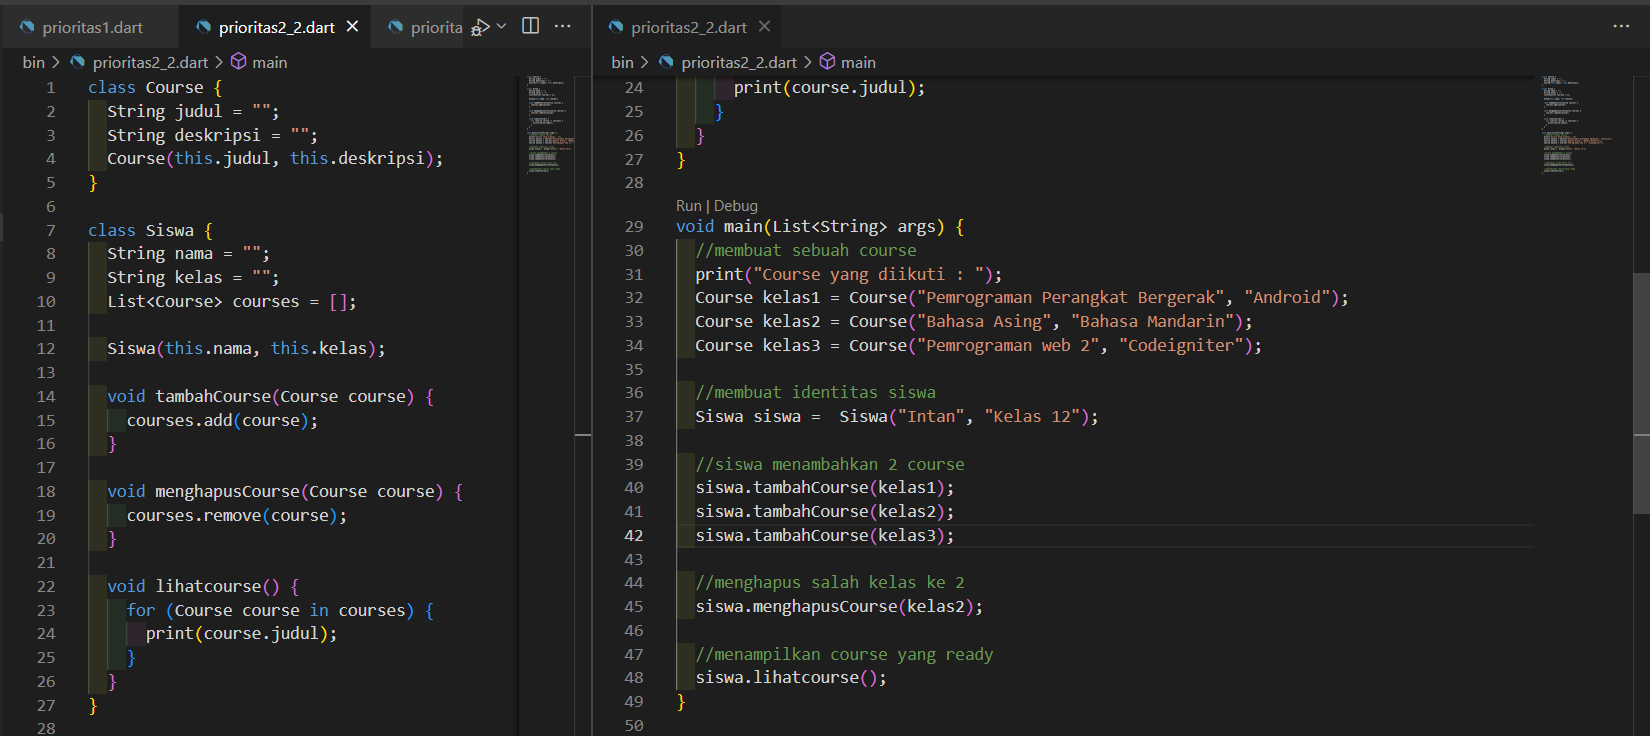 prioritas1.dart
prioritas2_2.dart
priorita
bin > prioritas2_2.dart > main
1 class Course {
2   String judul = "";
3   String deskripsi = "";
4   Course(this.judul, this.deskripsi);
5 }
6
7 class Siswa {
8   String nama = "";
9   String kelas = "";
10   List<Course> courses = [];
11
12   Siswa(this.nama, this.kelas);
13
14   void tambahCourse(Course course) {
15     courses.add(course);
16   }
17
18   void menghapusCourse(Course course) {
19     courses.remove(course);
20   }
21
22   void lihatcourse() {
23     for (Course course in courses) {
24       print(course.judul);
25     }
26   }
27 }
28
prioritas2_2.dart
bin > prioritas2_2.dart > main
24       print(course.judul);
25     }
26   }
27 }
28
Run | Debug
29 void main(List<String> args) {
30   //membuat sebuah course
31   print("Course yang diikuti : ");
32   Course kelas1 = Course("Pemrograman Perangkat Bergerak", "Android");
33   Course kelas2 = Course("Bahasa Asing", "Bahasa Mandarin");
34   Course kelas3 = Course("Pemrograman web 2", "Codeigniter");
35
36   //membuat identitas siswa
37   Siswa siswa =  Siswa("Intan", "Kelas 12");
38
39   //siswa menambahkan 2 course
40   siswa.tambahCourse(kelas1);
41   siswa.tambahCourse(kelas2);
42   siswa.tambahCourse(kelas3);
43
44   //menghapus salah kelas ke 2
45   siswa.menghapusCourse(kelas2);
46
47   //menampilkan course yang ready
48   siswa.lihatcourse();
49 }
50